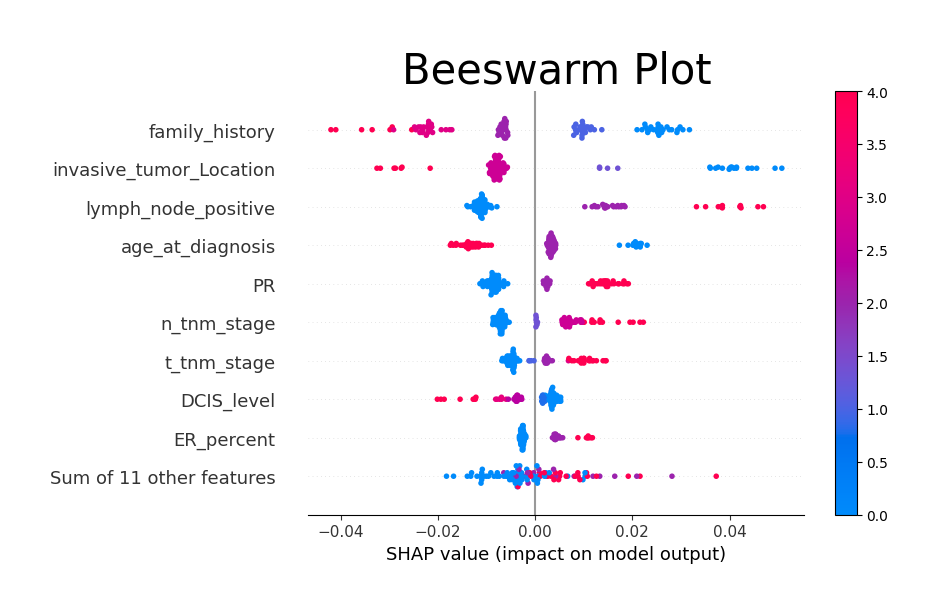 Beeswarm Plot
family_history
invasive_tumor_Location
lymph_node_positive
age_at_diagnosis
PR
n_tnm_stage
t_tnm_stage
DCIS_level
ER_percent
Sum of 11 other features
−0.04 −0.02 0.00 0.02 0.04
SHAP value (impact on model output)
4.0
3.5
3.0
2.5
2.0
1.5
1.0
0.5
0.0